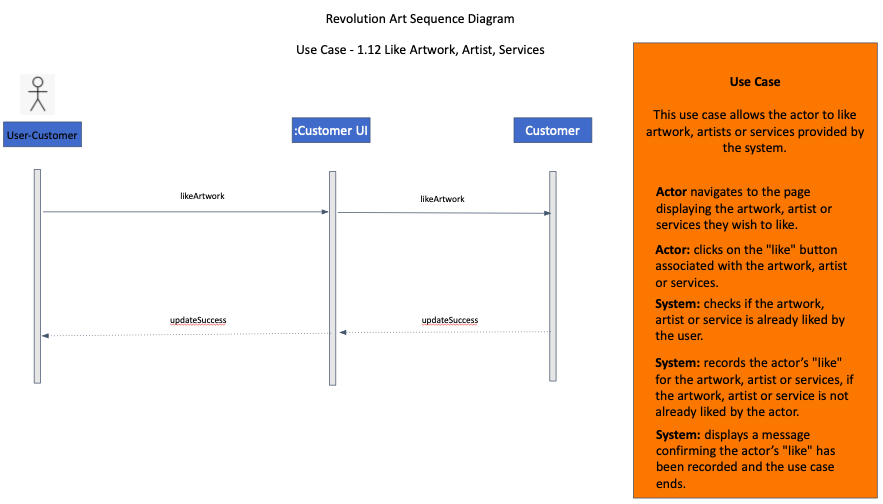 Revolution Art Sequence Diagram
Use Case - 1.12 Like Artwork, Artist, Services
User-Customer
:Customer UI
Customer
likeArtwork
likeArtwork
updateSuccess
updateSuccess
Use Case
This use case allows the actor to like
artwork, artists or services provided by
the system.
Actor navigates to the page
displaying the artwork, artist or
services they wish to like.
Actor: clicks on the "like" button
associated with the artwork, artist
or services.
System: checks if the artwork,
artist or service is already liked by
the user.
System: records the actor’s "like"
for the artwork, artist or services, if
the artwork, artist or service is not
already liked by the actor.
System: displays a message
confirming the actor’s "like" has
been recorded and the use case
ends.